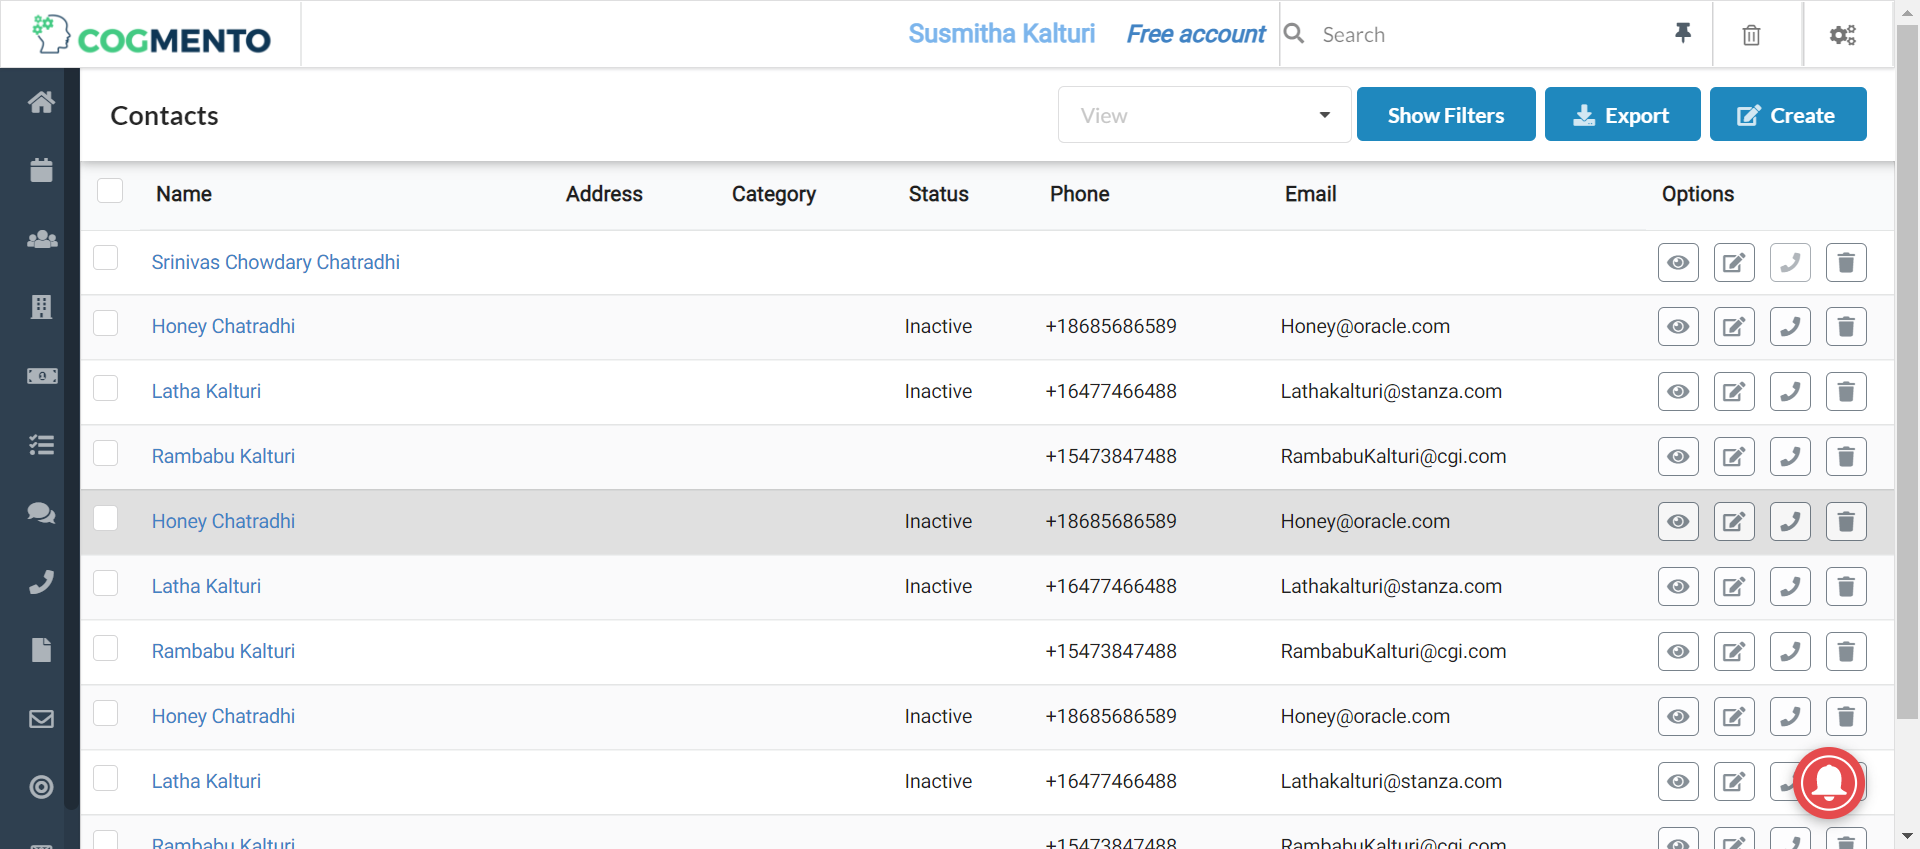 COGMENTO Susmitha Kalturi Free account Search
Contacts View Show Filters Export Create
Name Address Category Status Phone Email Options
Srinivas Chowdary Chatradhi
Honey Chatradhi Inactive +18685686589 Honey@oracle.com
Latha Kalturi Inactive +16477466488 Lathakalturi@stanza.com
Rambabu Kalturi +15473847488 RambabuKalturi@cgi.com
Honey Chatradhi Inactive +18685686589 Honey@oracle.com
Latha Kalturi Inactive +16477466488 Lathakalturi@stanza.com
Rambabu Kalturi +15473847488 RambabuKalturi@cgi.com
Honey Chatradhi Inactive +18685686589 Honey@oracle.com
Latha Kalturi Inactive +16477466488 Lathakalturi@stanza.com
Rambabu Kalturi +15473847488 RambabuKalturi@cgi.com